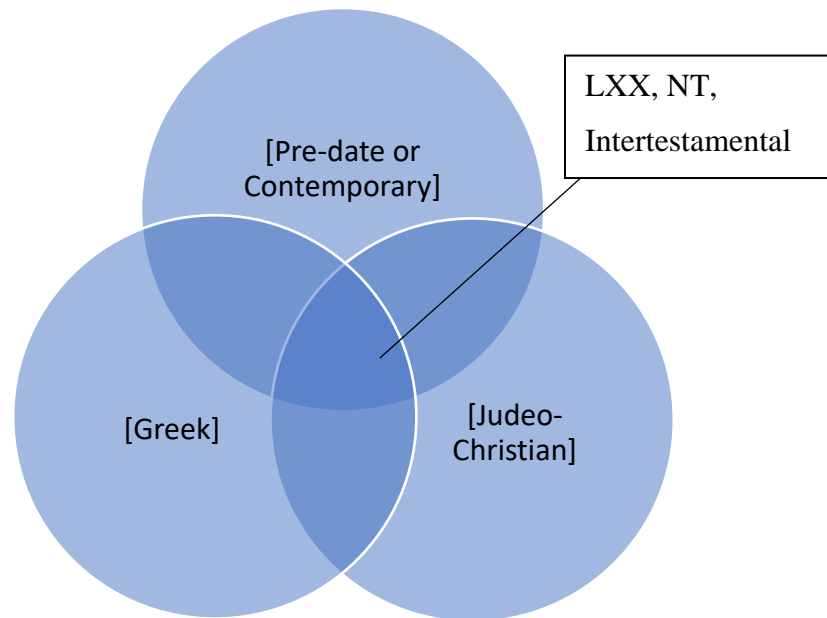 LXX, NT,
Intertestamental
[Pre-date or
Contemporary]
[Greek]
[Judeo-
Christian]